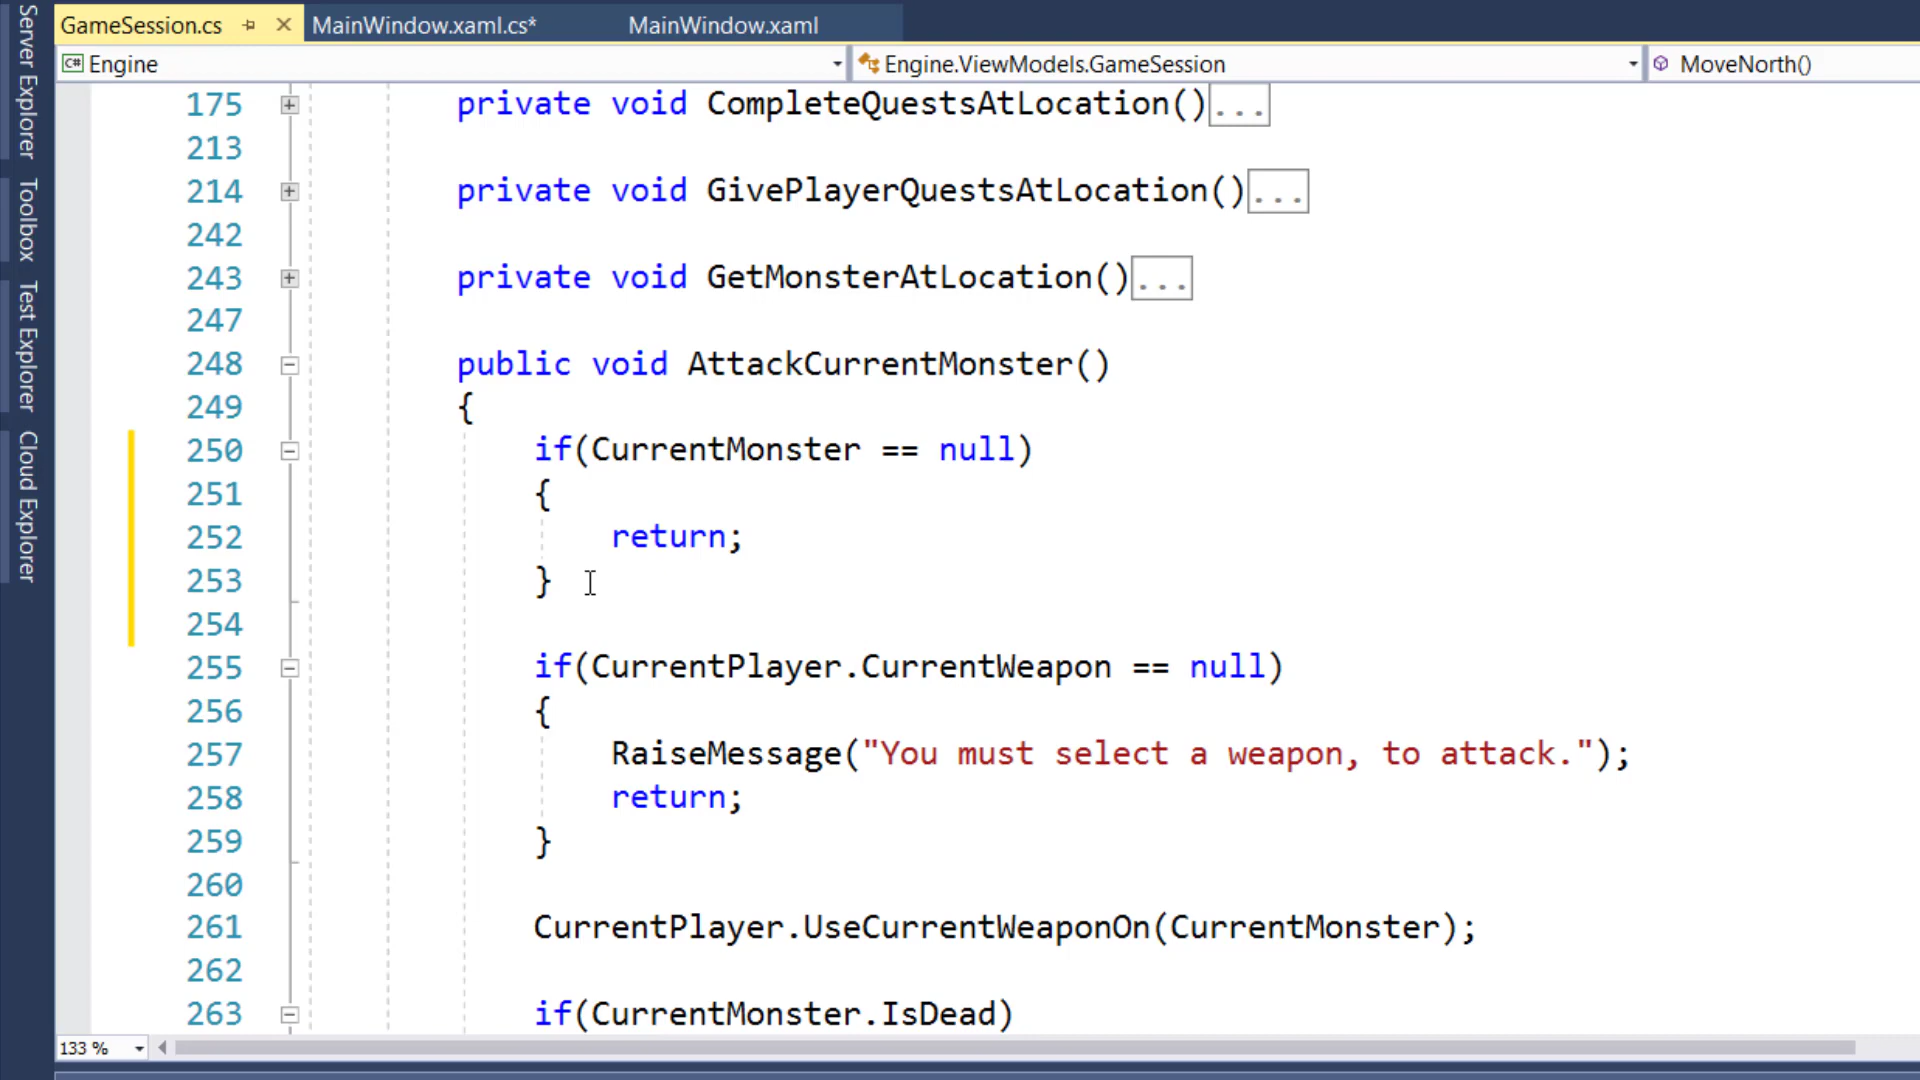 GameSession.cs MainWindow.xaml.cs* MainWindow.xaml
C# Engine Engine.ViewModels.GameSession MoveNorth()
Server Explorer
Toolbox
Test Explorer
Cloud Explorer
175 private void CompleteQuestsAtLocation()...
213
214 private void GivePlayerQuestsAtLocation()...
242
243 private void GetMonsterAtLocation()...
247
248 public void AttackCurrentMonster()
249 {
250 if(CurrentMonster == null)
251 {
252 return;
253 }
254
255 if(CurrentPlayer.CurrentWeapon == null)
256 {
257 RaiseMessage("You must select a weapon, to attack.");
258 return;
259 }
260
261 CurrentPlayer.UseCurrentWeaponOn(CurrentMonster);
262
263 if(CurrentMonster.IsDead)
133 %